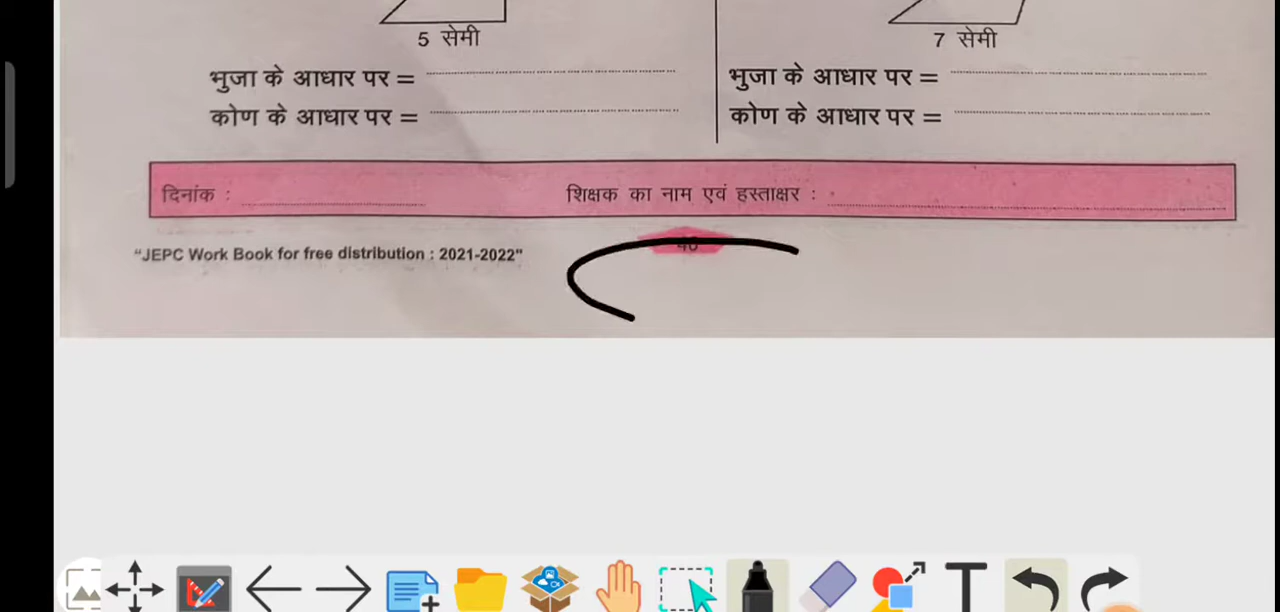 5 सेमी
7 सेमी
भुजा के आधार पर =
कोण के आधार पर =
भुजा के आधार पर =
कोण के आधार पर =
दिनांक :
शिक्षक का नाम एवं हस्ताक्षर :
"JEPC Work Book for free distribution : 2021-2022"
T